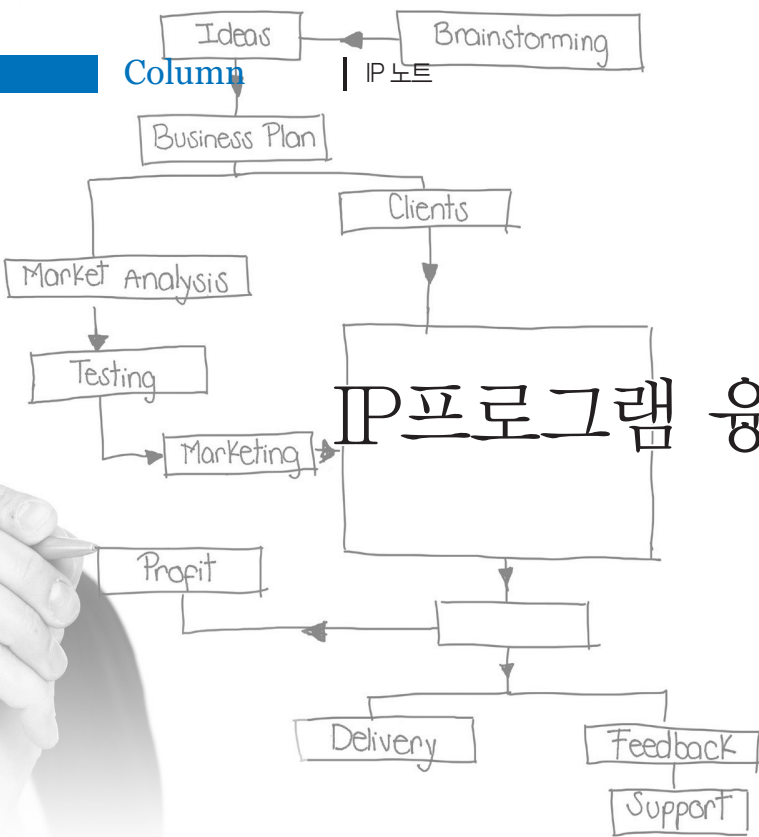 Ideas
Brainstorming
Column
IP 노트
Business Plan
Clients
Market Analysis
Testing
IP프로그램
Marketing
Profit
Delivery
Feedback
Support